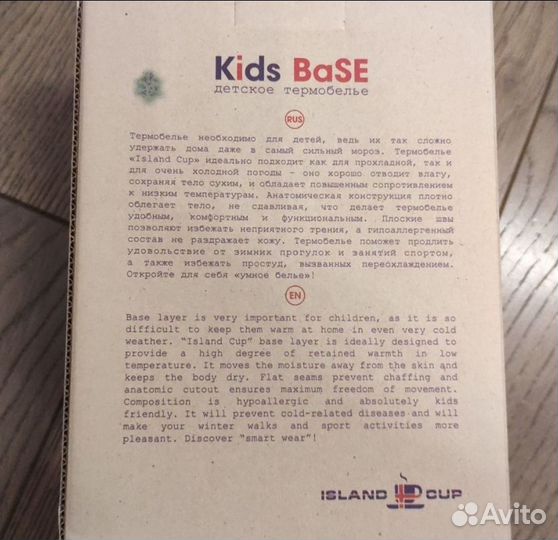 Kids BaSE
детское термобелье
RUS
Термобелье необходимо для детей, ведь их так сложно
удержать дома даже в самый сильный мороз. Термобелье
«Island Cup» идеально подходит как для прохладной, так и
для очень холодной погоды – оно хорошо отводит влагу,
сохраняя тело сухим, и обладает повышенным сопротивлением
к низким температурам. Анатомическая конструкция плотно
облегает тело, не сдавливая, что делает термобелье
удобным, комфортным и функциональным. Плоские швы
позволяют избежать неприятного трения, а гипоаллергенный
состав не раздражает кожу. Термобелье поможет продлить
удовольствие от зимних прогулок и занятий спортом,
а также избежать простуд, вызванных переохлаждением.
Откройте для себя «умное белье»!
EN
Base layer is very important for children, as it is so
difficult to keep them warm at home in even very cold
weather. “Island Cup” base layer is ideally designed to
provide a high degree of retained warmth in low
temperature. It moves the moisture away from the skin and
keeps the body dry. Flat seams prevent chaffing and
anatomic cutout ensures maximum freedom of movement.
Composition is hypoallergic and absolutely kids
friendly. It will prevent cold-related diseases and will
make your winter walks and sport activities more
pleasant. Discover “smart wear”!
ISLAND CUP
Avito